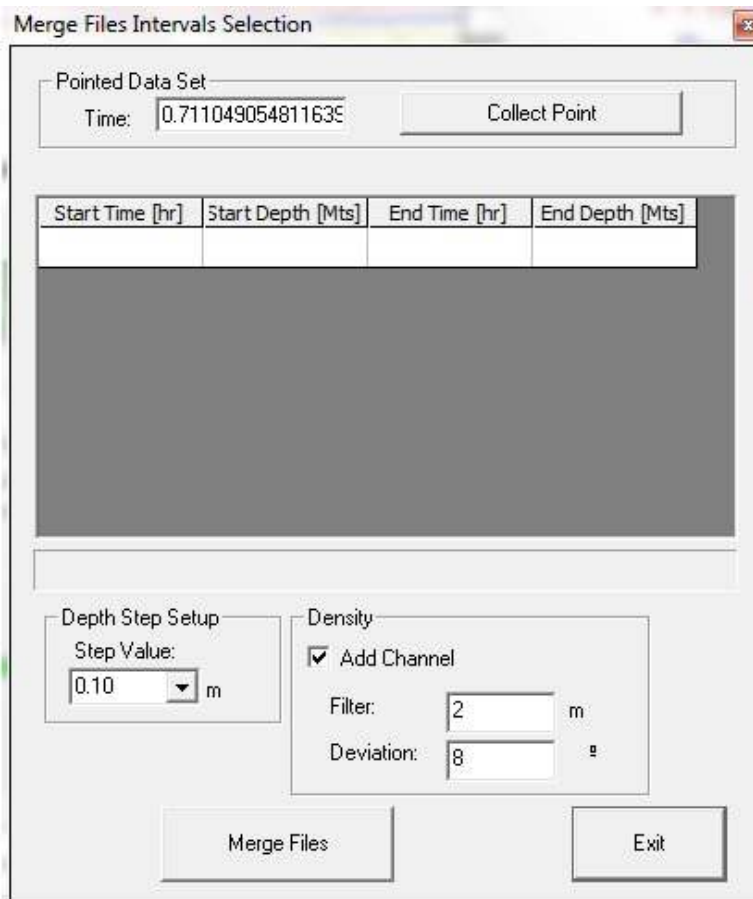 Merge Files Intervals Selection
Pointed Data Set
Time: 0.711049054811639 Collect Point
Start Time [hr] Start Depth [Mts] End Time [hr] End Depth [Mts]
Depth Step Setup Density
Step Value: Add Channel
0.10 m
Filter: 2 m
Deviation: 8 º
Merge Files Exit